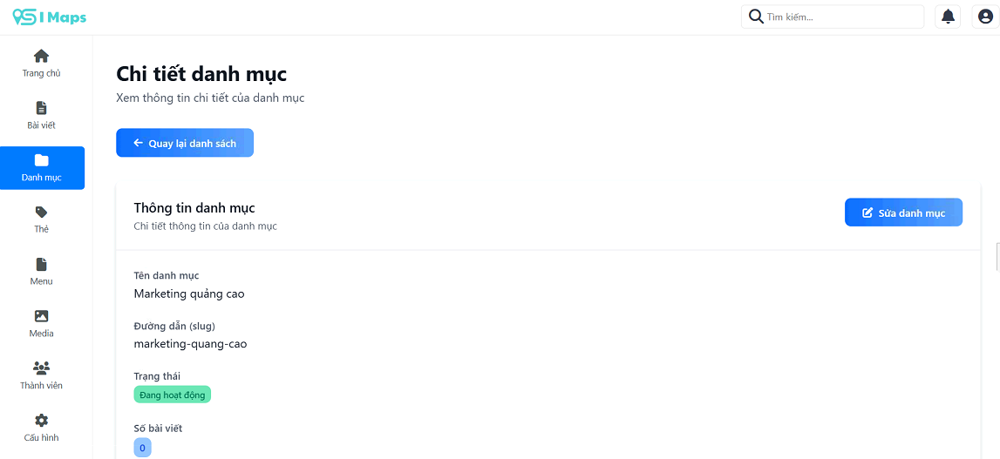 SI Maps
Tìm kiếm...
Trang chủ
Bài viết
Danh mục
Thẻ
Menu
Media
Thành viên
Cấu hình
Chi tiết danh mục
Xem thông tin chi tiết của danh mục
Quay lại danh sách
Thông tin danh mục
Chi tiết thông tin của danh mục
Sửa danh mục
Tên danh mục
Marketing quảng cao
Đường dẫn (slug)
marketing-quang-cao
Trạng thái
Đang hoạt động
Số bài viết
0